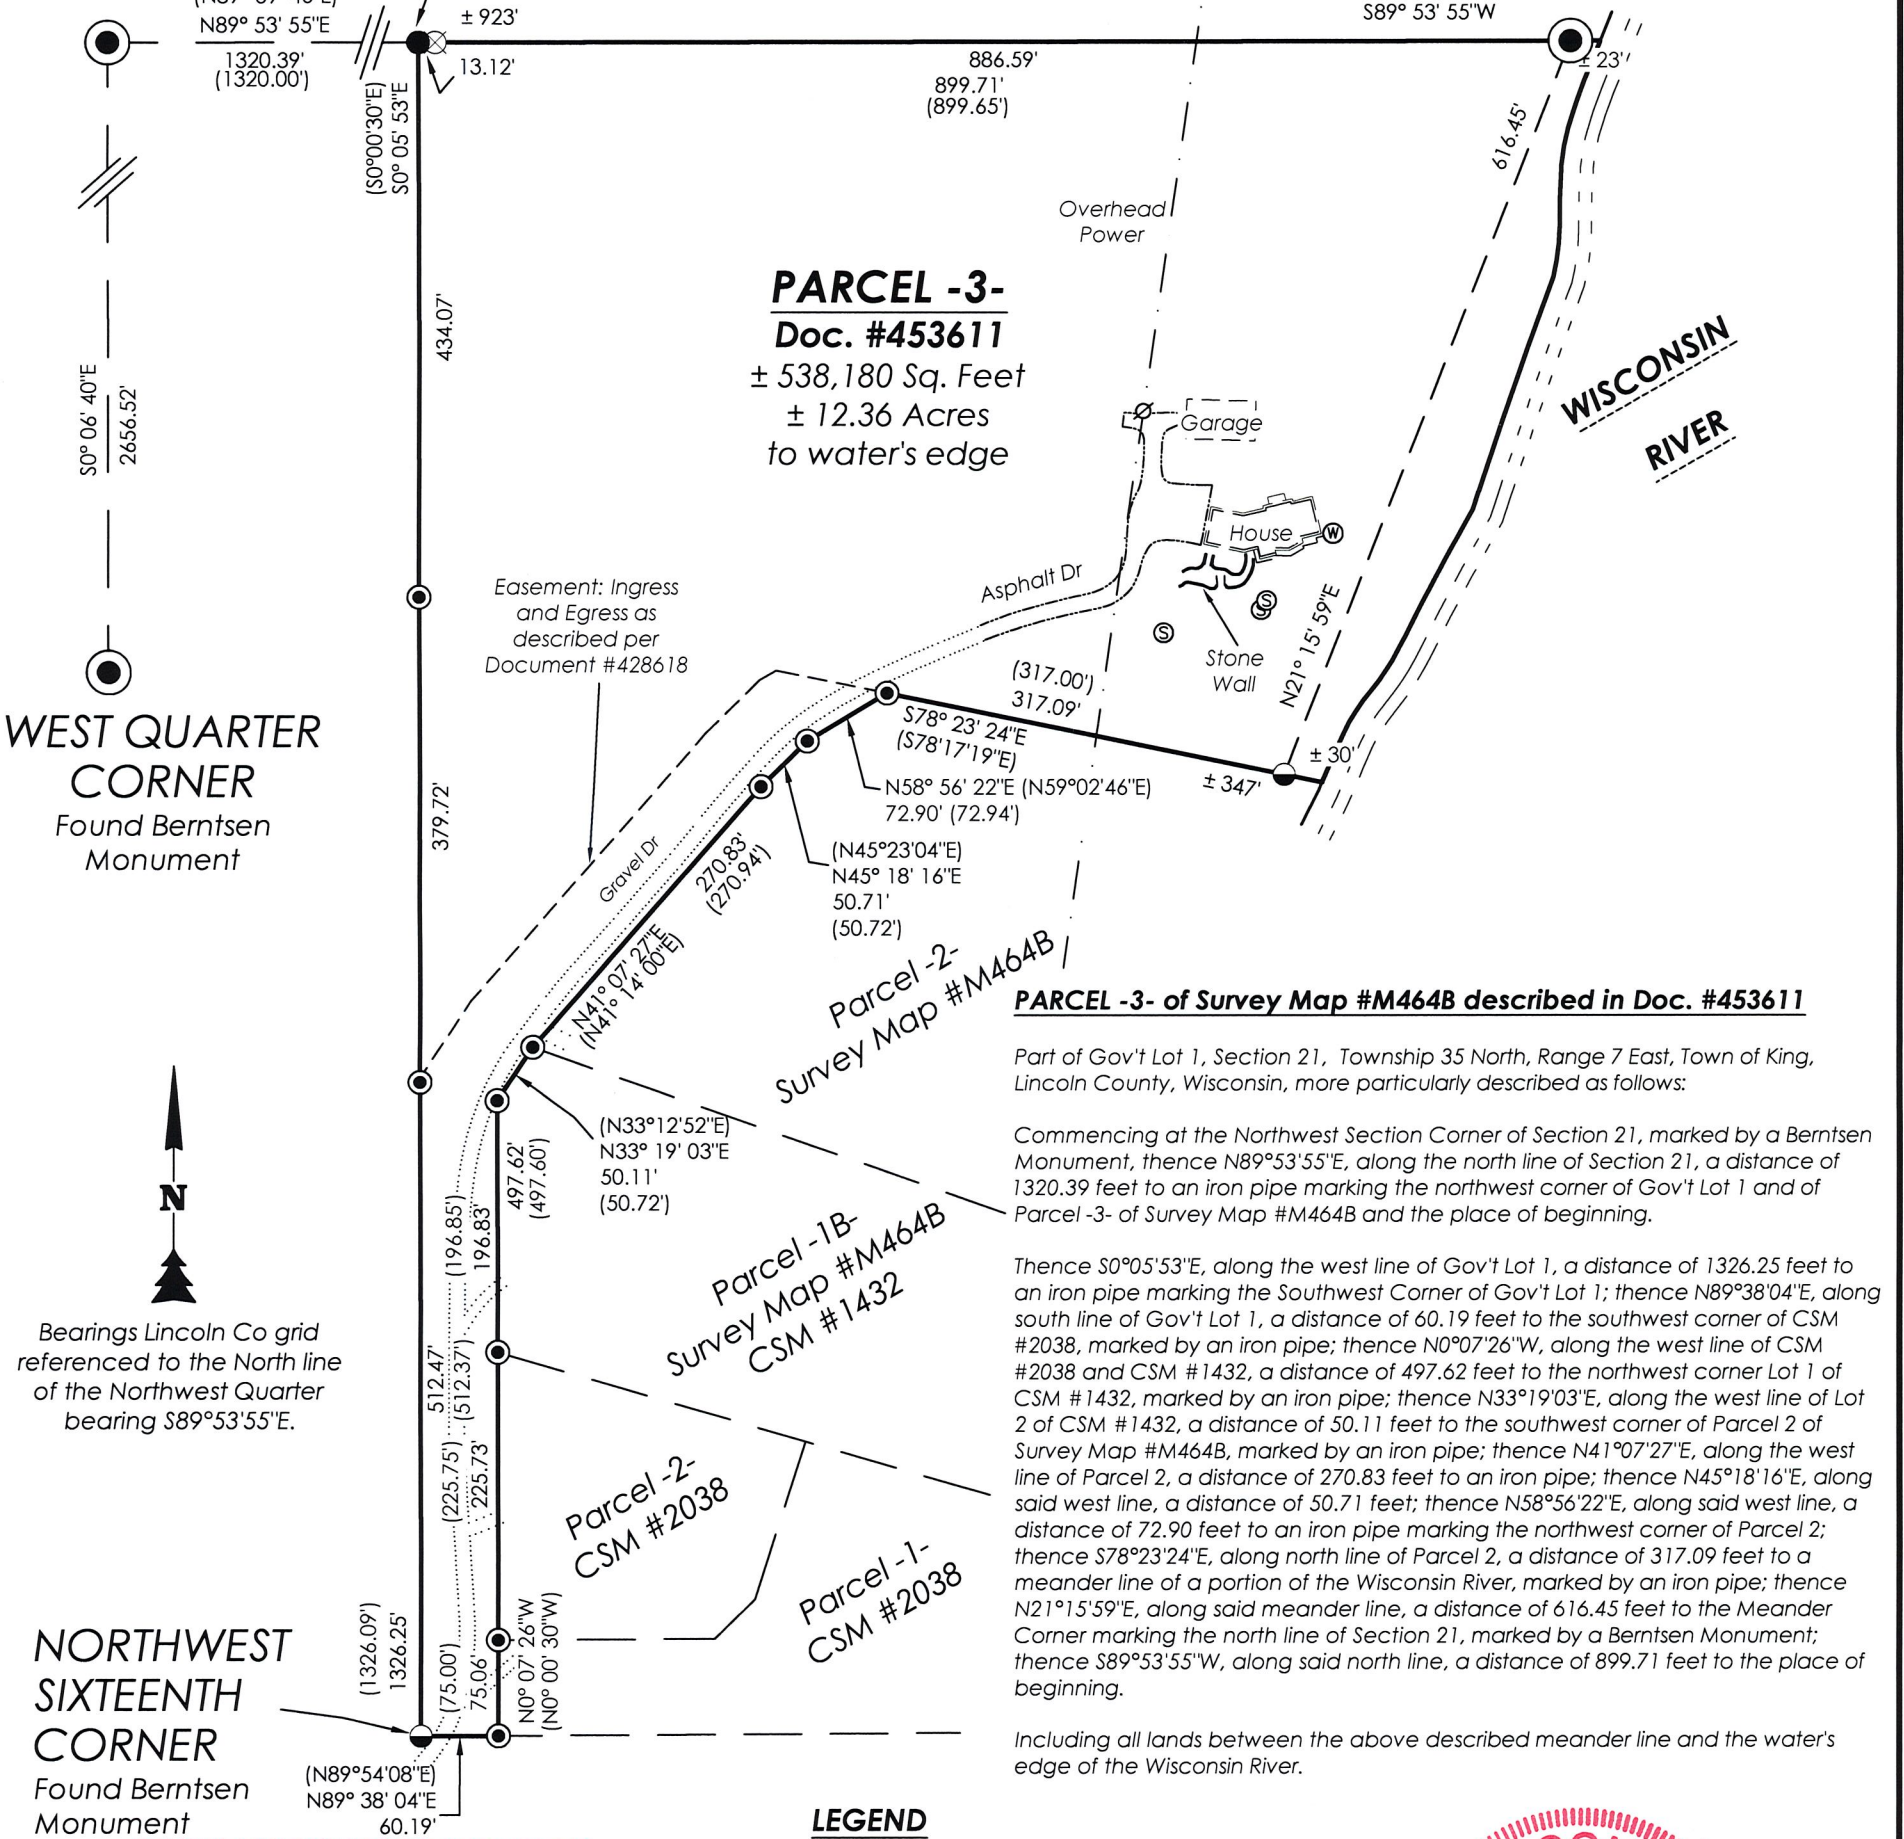 N89° 53' 55"E
1320.39'
(1320.00')
± 923'
13.12'
886.59'
899.71'
(899.65')
S89° 53' 55"W
± 23'
(S0°00'30"E)
S0° 05' 53"E
616.45'
Overhead
Power
PARCEL -3-
Doc. #453611
± 538,180 Sq. Feet
± 12.36 Acres
to water's edge
434.07'
S0° 06' 40"E
2656.52'
WISCONSIN
RIVER
Garage
House
W
Asphalt Dr
S
S
S
Stone
Wall
N21° 15' 59"E
Easement: Ingress
and Egress as
described per
Document #428618
(317.00')
317.09'
S78° 23' 24"E
(S78'17'19"E)
± 30'
± 347'
N58° 56' 22"E (N59°02'46"E)
72.90' (72.94')
(N45°23'04"E)
N45° 18' 16"E
50.71'
(50.72')
WEST QUARTER
CORNER
Found Berntsen
Monument
379.72'
Gravel Dr
270.83'
(270.94')
N41° 07' 27"E
(N41° 14' 00"E)
Parcel -2-
Survey Map #M464B
(N33°12'52"E)
N33° 19' 03"E
50.11'
(50.72')
497.62'
(497.60')
(196.85')
196.83'
N
Bearings Lincoln Co grid
referenced to the North line
of the Northwest Quarter
bearing S89°53'55"E.
Parcel -1B-
Survey Map #M464B
CSM #1432
512.47'
(512.37')
(225.75')
225.73'
Parcel -2-
CSM #2038
Parcel -1-
CSM #2038
(1326.09')
1326.25'
(75.00')
75.06'
N0° 07' 26"W
(N0° 00' 30"W)
NORTHWEST
SIXTEENTH
CORNER
Found Berntsen
Monument
(N89°54'08"E)
N89° 38' 04"E
60.19'
PARCEL -3- of Survey Map #M464B described in Doc. #453611
Part of Gov't Lot 1, Section 21, Township 35 North, Range 7 East, Town of King,
Lincoln County, Wisconsin, more particularly described as follows:
Commencing at the Northwest Section Corner of Section 21, marked by a Berntsen
Monument, thence N89°53'55"E, along the north line of Section 21, a distance of
1320.39 feet to an iron pipe marking the northwest corner of Gov't Lot 1 and of
Parcel -3- of Survey Map #M464B and the place of beginning.
Thence S0°05'53"E, along the west line of Gov't Lot 1, a distance of 1326.25 feet to
an iron pipe marking the Southwest Corner of Gov't Lot 1; thence N89°38'04"E, along
south line of Gov't Lot 1, a distance of 60.19 feet to the southwest corner of CSM
#2038, marked by an iron pipe; thence N0°07'26"W, along the west line of CSM
#2038 and CSM #1432, a distance of 497.62 feet to the northwest corner Lot 1 of
CSM #1432, marked by an iron pipe; thence N33°19'03"E, along the west line of Lot
2 of CSM #1432, a distance of 50.11 feet to the southwest corner of Parcel 2 of
Survey Map #M464B, marked by an iron pipe; thence N41°07'27"E, along the west
line of Parcel 2, a distance of 270.83 feet to an iron pipe; thence N45°18'16"E, along
said west line, a distance of 50.71 feet; thence N58°56'22"E, along said west line, a
distance of 72.90 feet to an iron pipe marking the northwest corner of Parcel 2;
thence S78°23'24"E, along north line of Parcel 2, a distance of 317.09 feet to a
meander line of a portion of the Wisconsin River, marked by an iron pipe; thence
N21°15'59"E, along said meander line, a distance of 616.45 feet to the Meander
Corner marking the north line of Section 21, marked by a Berntsen Monument;
thence S89°53'55"W, along said north line, a distance of 899.71 feet to the place of
beginning.
Including all lands between the above described meander line and the water's
edge of the Wisconsin River.
LEGEND